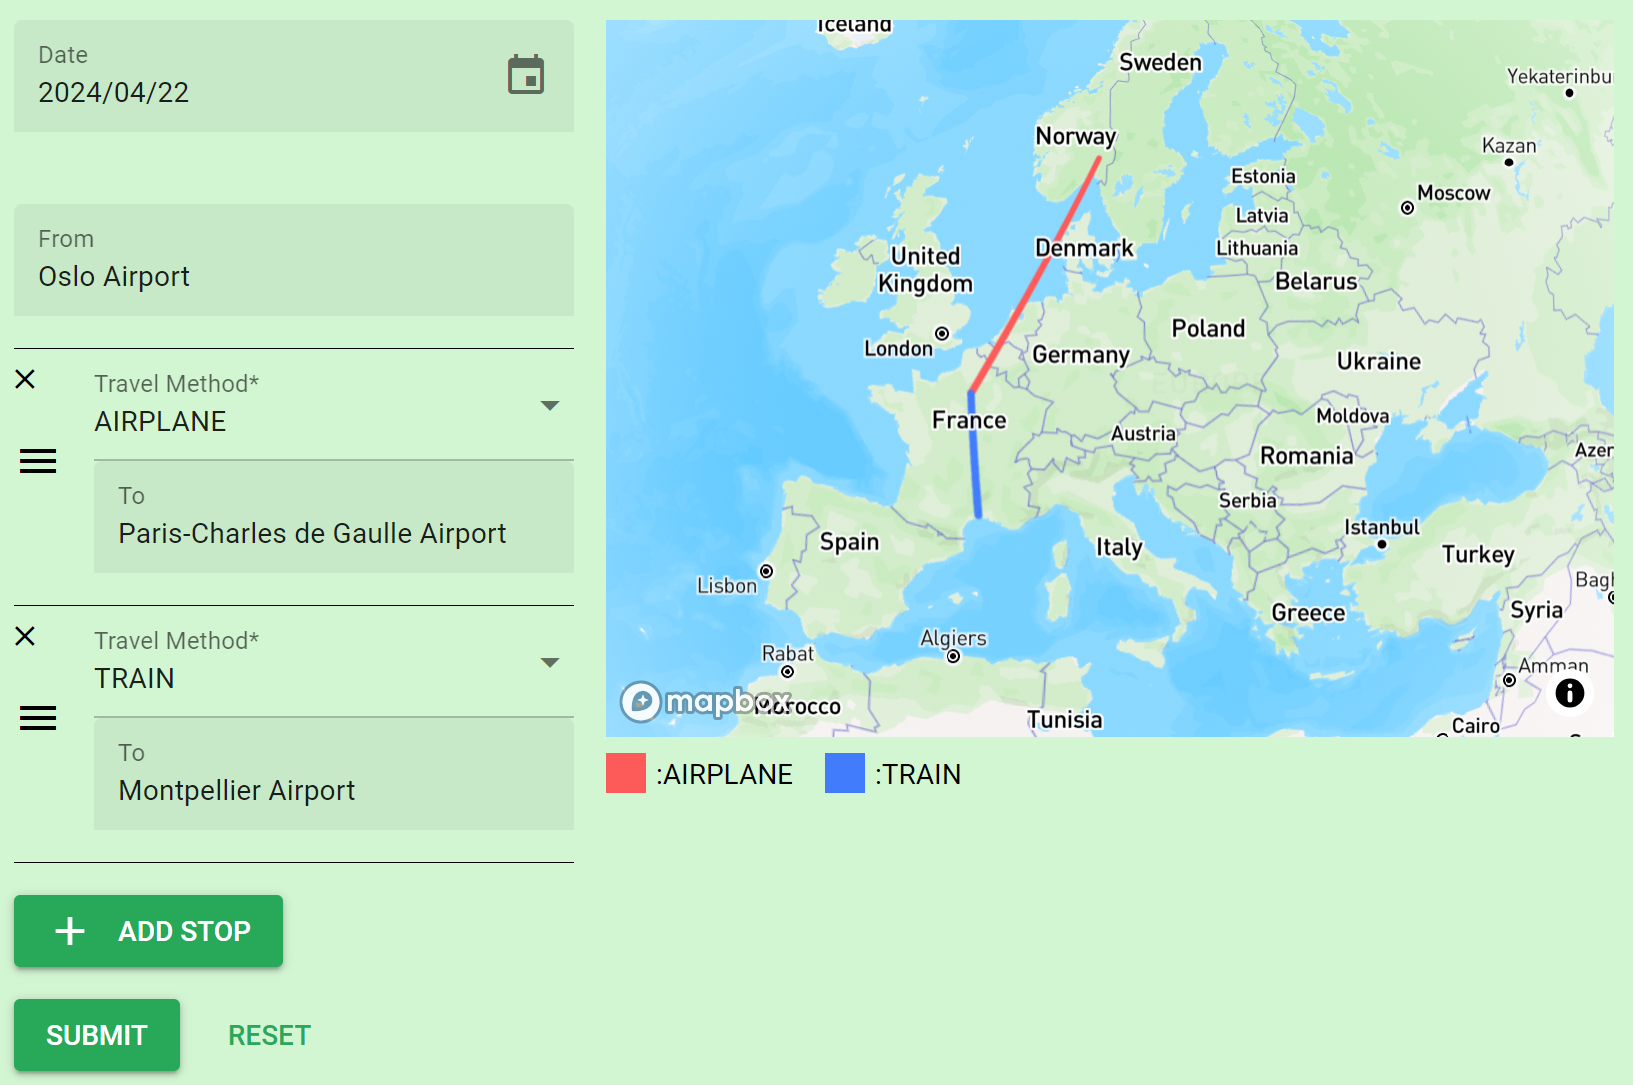 Date
2024/04/22
From
Oslo Airport
Travel Method*
AIRPLANE
To
Paris-Charles de Gaulle Airport
Travel Method*
TRAIN
To
Montpellier Airport
ADD STOP
SUBMIT
RESET
Iceland
Sweden
Yekaterinbu
Norway
Kazan
Estonia
Moscow
Latvia
Denmark
Lithuania
United
Kingdom
Belarus
Poland
London
Germany
Ukraine
France
Moldova
Austria
Romania
Azer
Serbia
Istanbul
Spain
Italy
Turkey
Lisbon
Bagh
Greece
Syria
Algiers
Rabat
Amman
mapbox
Morocco
Tunisia
Cairo
:AIRPLANE
:TRAIN